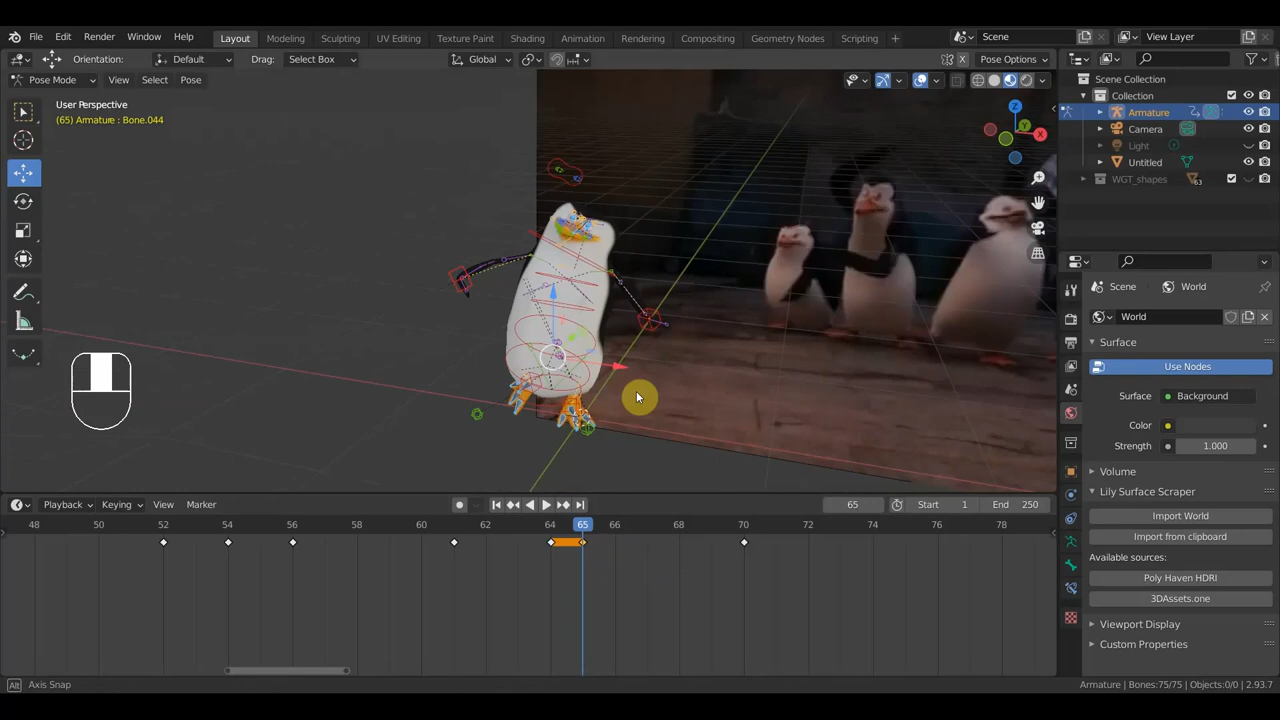 File Edit Render Window Help Layout Modeling Sculpting UV Editing Texture Paint Shading Animation Rendering Compositing Geometry Nodes Scripting + Scene View Layer
Orientation: Default Drag: Select Box Global Pose Options
Pose Mode View Select Pose
User Perspective
(65) Armature : Bone.044
Z
Y
X
Scene Collection
Collection
Armature
Camera
Light
Untitled
WGT_shapes 63
Scene World
World
Surface
Use Nodes
Surface Background
Color
Strength 1.000
Volume
Lily Surface Scraper
Import World
Import from clipboard
Available sources:
Poly Haven HDRI
3DAssets.one
Viewport Display
Custom Properties
Playback Keying View Marker 65 Start 1 End 250
48 50 52 54 56 58 60 62 64 65 66 68 70 72 74 76 78
Alt Axis Snap Armature | Bones:75/75 | Objects:0/0 | 2.93.7